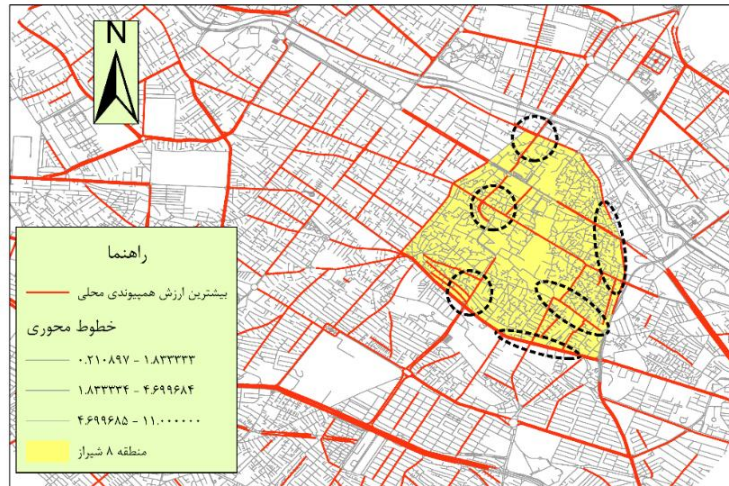 N
راهنما
بیشترین ارزش همپیوندی محلی
خطوط محوری
۰.۲۱۰۸۹۷ - ۱.۸۳۳۳۳۳
۱.۸۳۳۳۳۴ - ۴.۶۹۹۶۸۴
۴.۶۹۹۶۸۵ - ۱۱.۰۰۰۰۰۰
منطقه ۸ شیراز